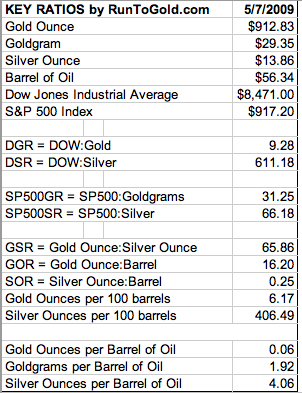 KEY RATIOS by RunToGold.com 5/7/2009
Gold Ounce $912.83
Goldgram $29.35
Silver Ounce $13.86
Barrel of Oil $56.34
Dow Jones Industrial Average $8,471.00
S&P 500 Index $917.20
DGR = DOW:Gold 9.28
DSR = DOW:Silver 611.18
SP500GR = SP500:Goldgrams 31.25
SP500SR = SP500:Silver 66.18
GSR = Gold Ounce:Silver Ounce 65.86
GOR = Gold Ounce:Barrel 16.20
SOR = Silver Ounce:Barrel 0.25
Gold Ounces per 100 barrels 6.17
Silver Ounces per 100 barrels 406.49
Gold Ounces per Barrel of Oil 0.06
Goldgrams per Barrel of Oil 1.92
Silver Ounces per Barrel of Oil 4.06